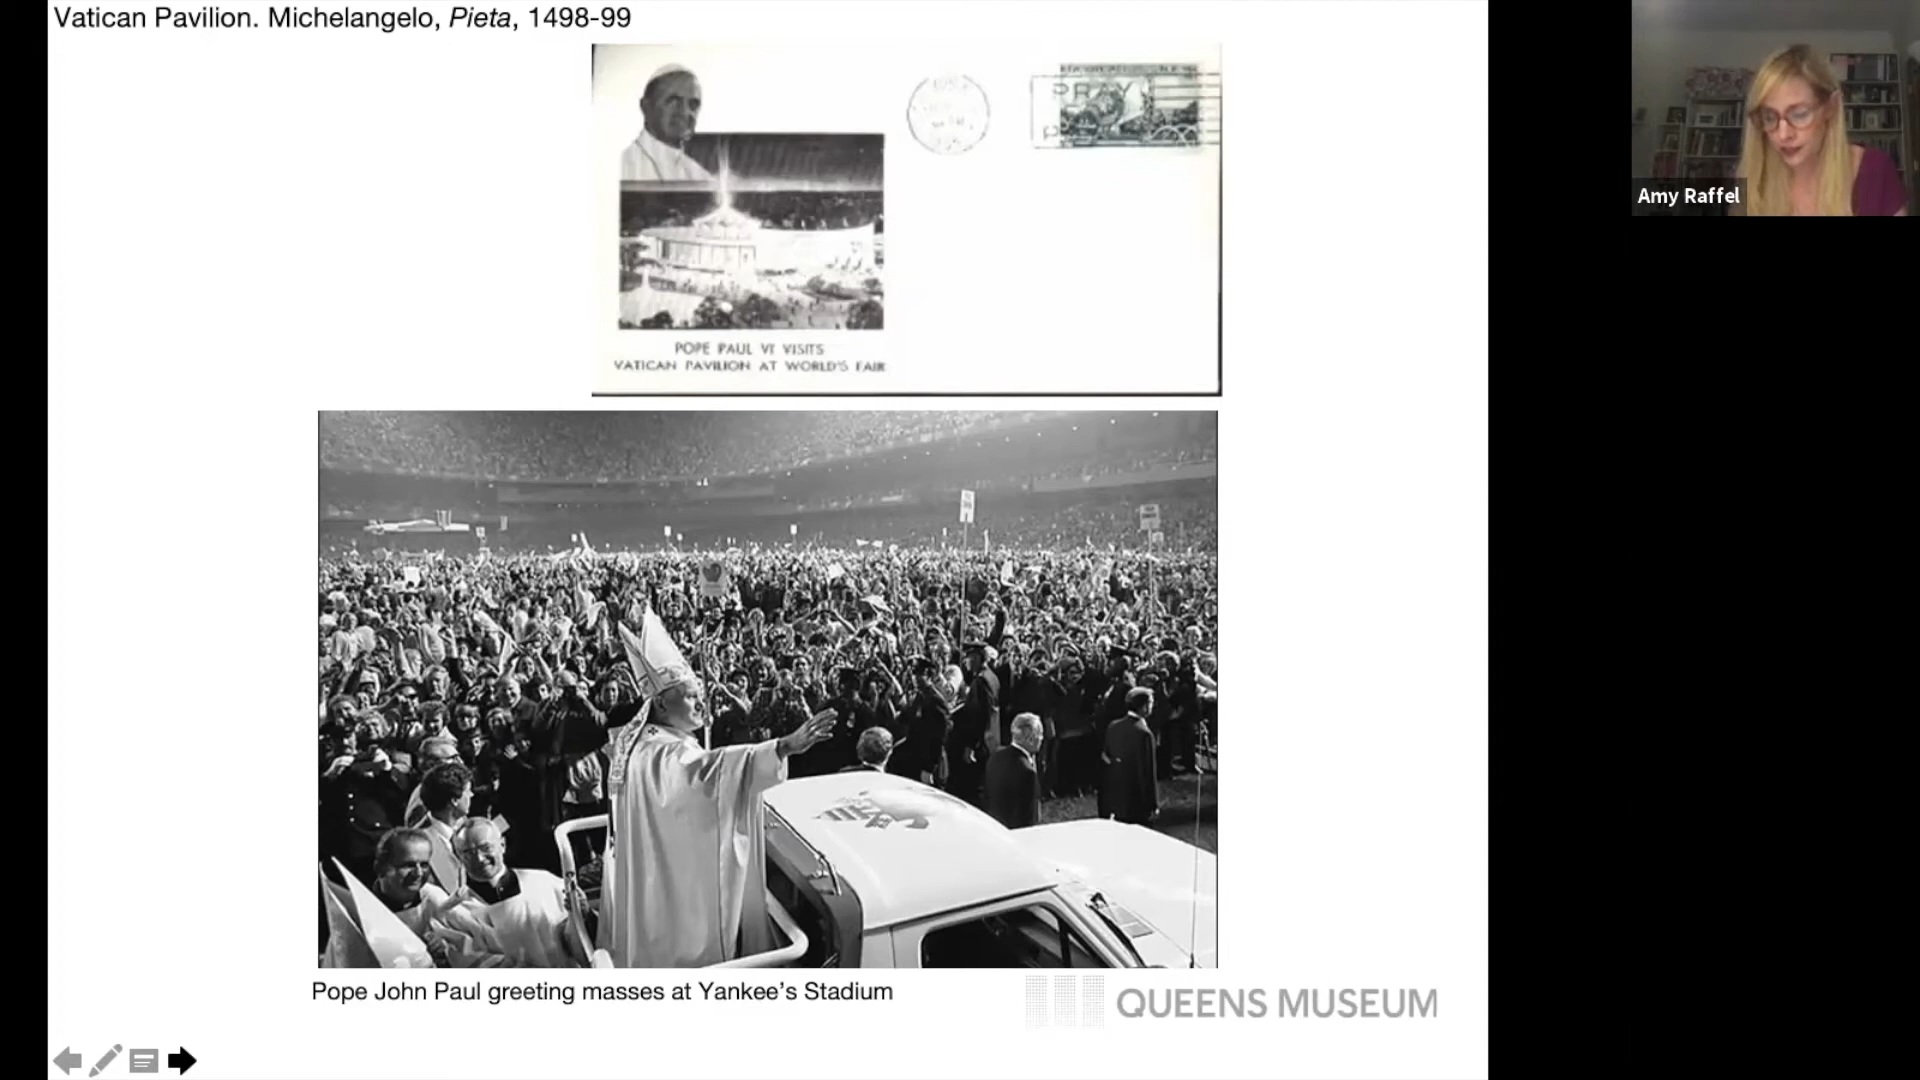 Vatican Pavilion. Michelangelo, Pieta, 1498-99
PRAY
POPE PAUL VI VISITS
VATICAN PAVILION AT WORLD'S FAIR
Amy Raffel
Pope John Paul greeting masses at Yankee's Stadium
QUEENS MUSEUM